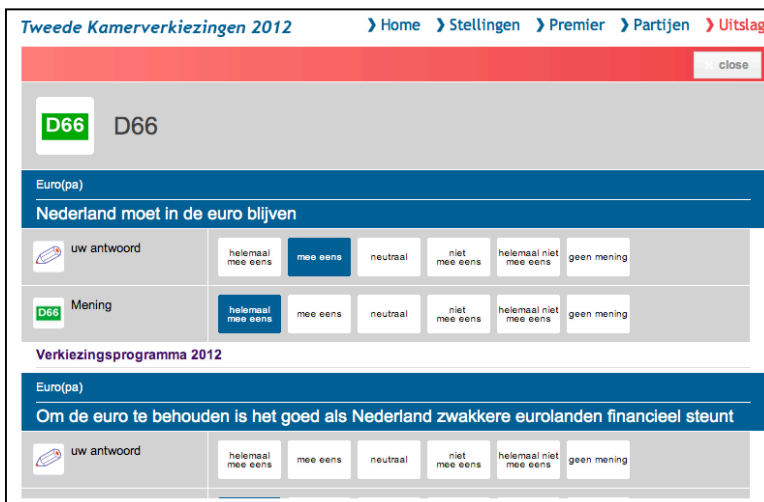 Tweede Kamerverkiezingen 2012 ❯ Home ❯ Stellingen ❯ Premier ❯ Partijen ❯ Uitslag
close
D66 D66
Euro(pa)
Nederland moet in de euro blijven
uw antwoord
helemaal mee eens
mee eens
neutraal
niet mee eens
helemaal niet mee eens
geen mening
D66 Mening
helemaal mee eens
mee eens
neutraal
niet mee eens
helemaal niet mee eens
geen mening
Verkiezingsprogramma 2012
Euro(pa)
Om de euro te behouden is het goed als Nederland zwakkere eurolanden financieel steunt
uw antwoord
helemaal mee eens
mee eens
neutraal
niet mee eens
helemaal niet mee eens
geen mening